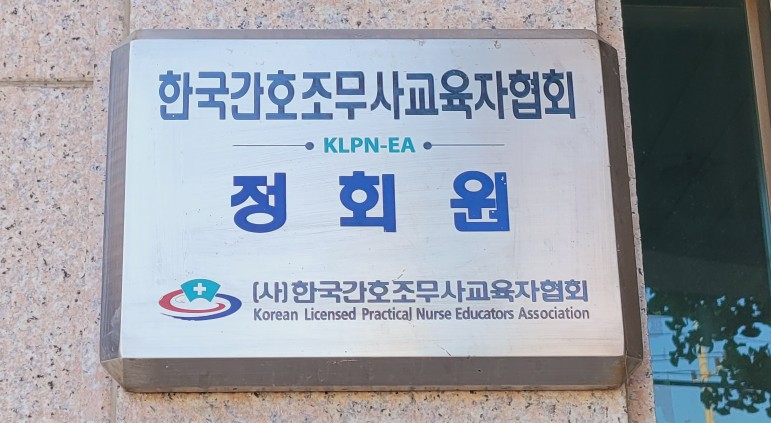 한국간호조무사교육자협회
KLPN-EA
정회원
(사)한국간호조무사교육자협회
Korean Licensed Practical Nurse Educators Association